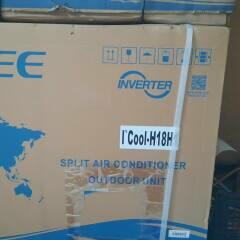 EE
INVERTER
I Cool-H18H
SPLIT AIR CONDITIONER
OUTDOOR UNIT